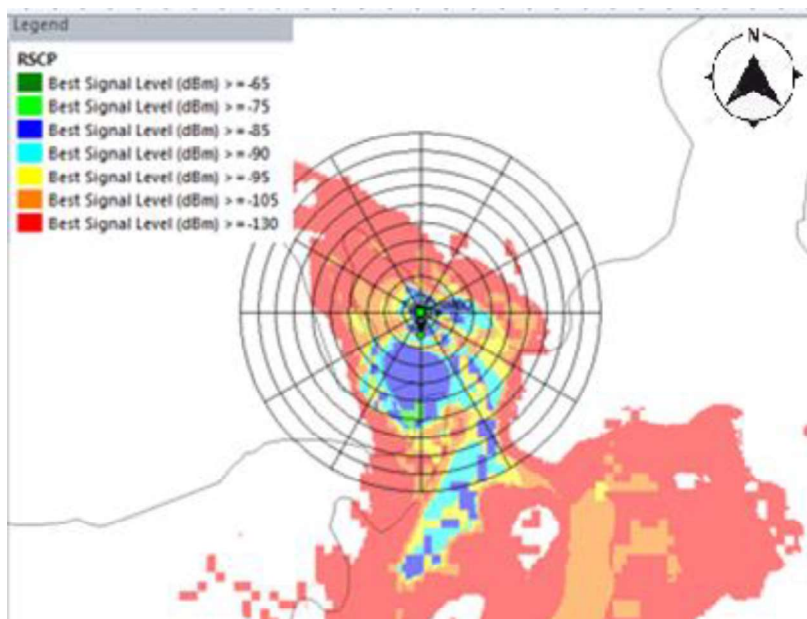 Legend
RSCP
Best Signal Level (dBm) >=-65
Best Signal Level (dBm) >=-75
Best Signal Level (dBm) >=-85
Best Signal Level (dBm) >=-90
Best Signal Level (dBm) >=-95
Best Signal Level (dBm) >=-105
Best Signal Level (dBm) >=-130
N